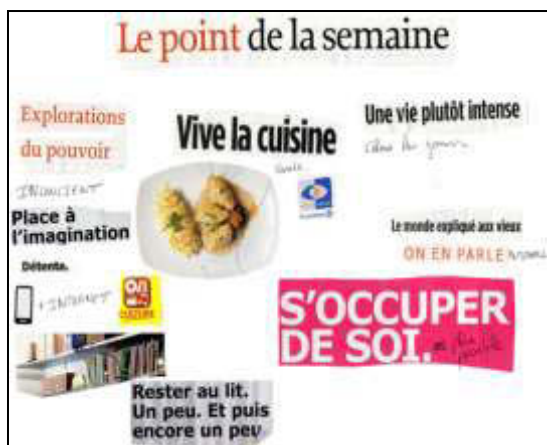 Le point de la semaine
Explorations
du pouvoir
Vive la cuisine
Une vie plutôt intense
INCONSCIENT
Place à
l'imagination
Le monde expliqué aux vieux
ON EN PARLE
Détente.
+ INTERNET
S'OCCUPER
DE SOI.
Rester au lit.
Un peu. Et puis
encore un peu